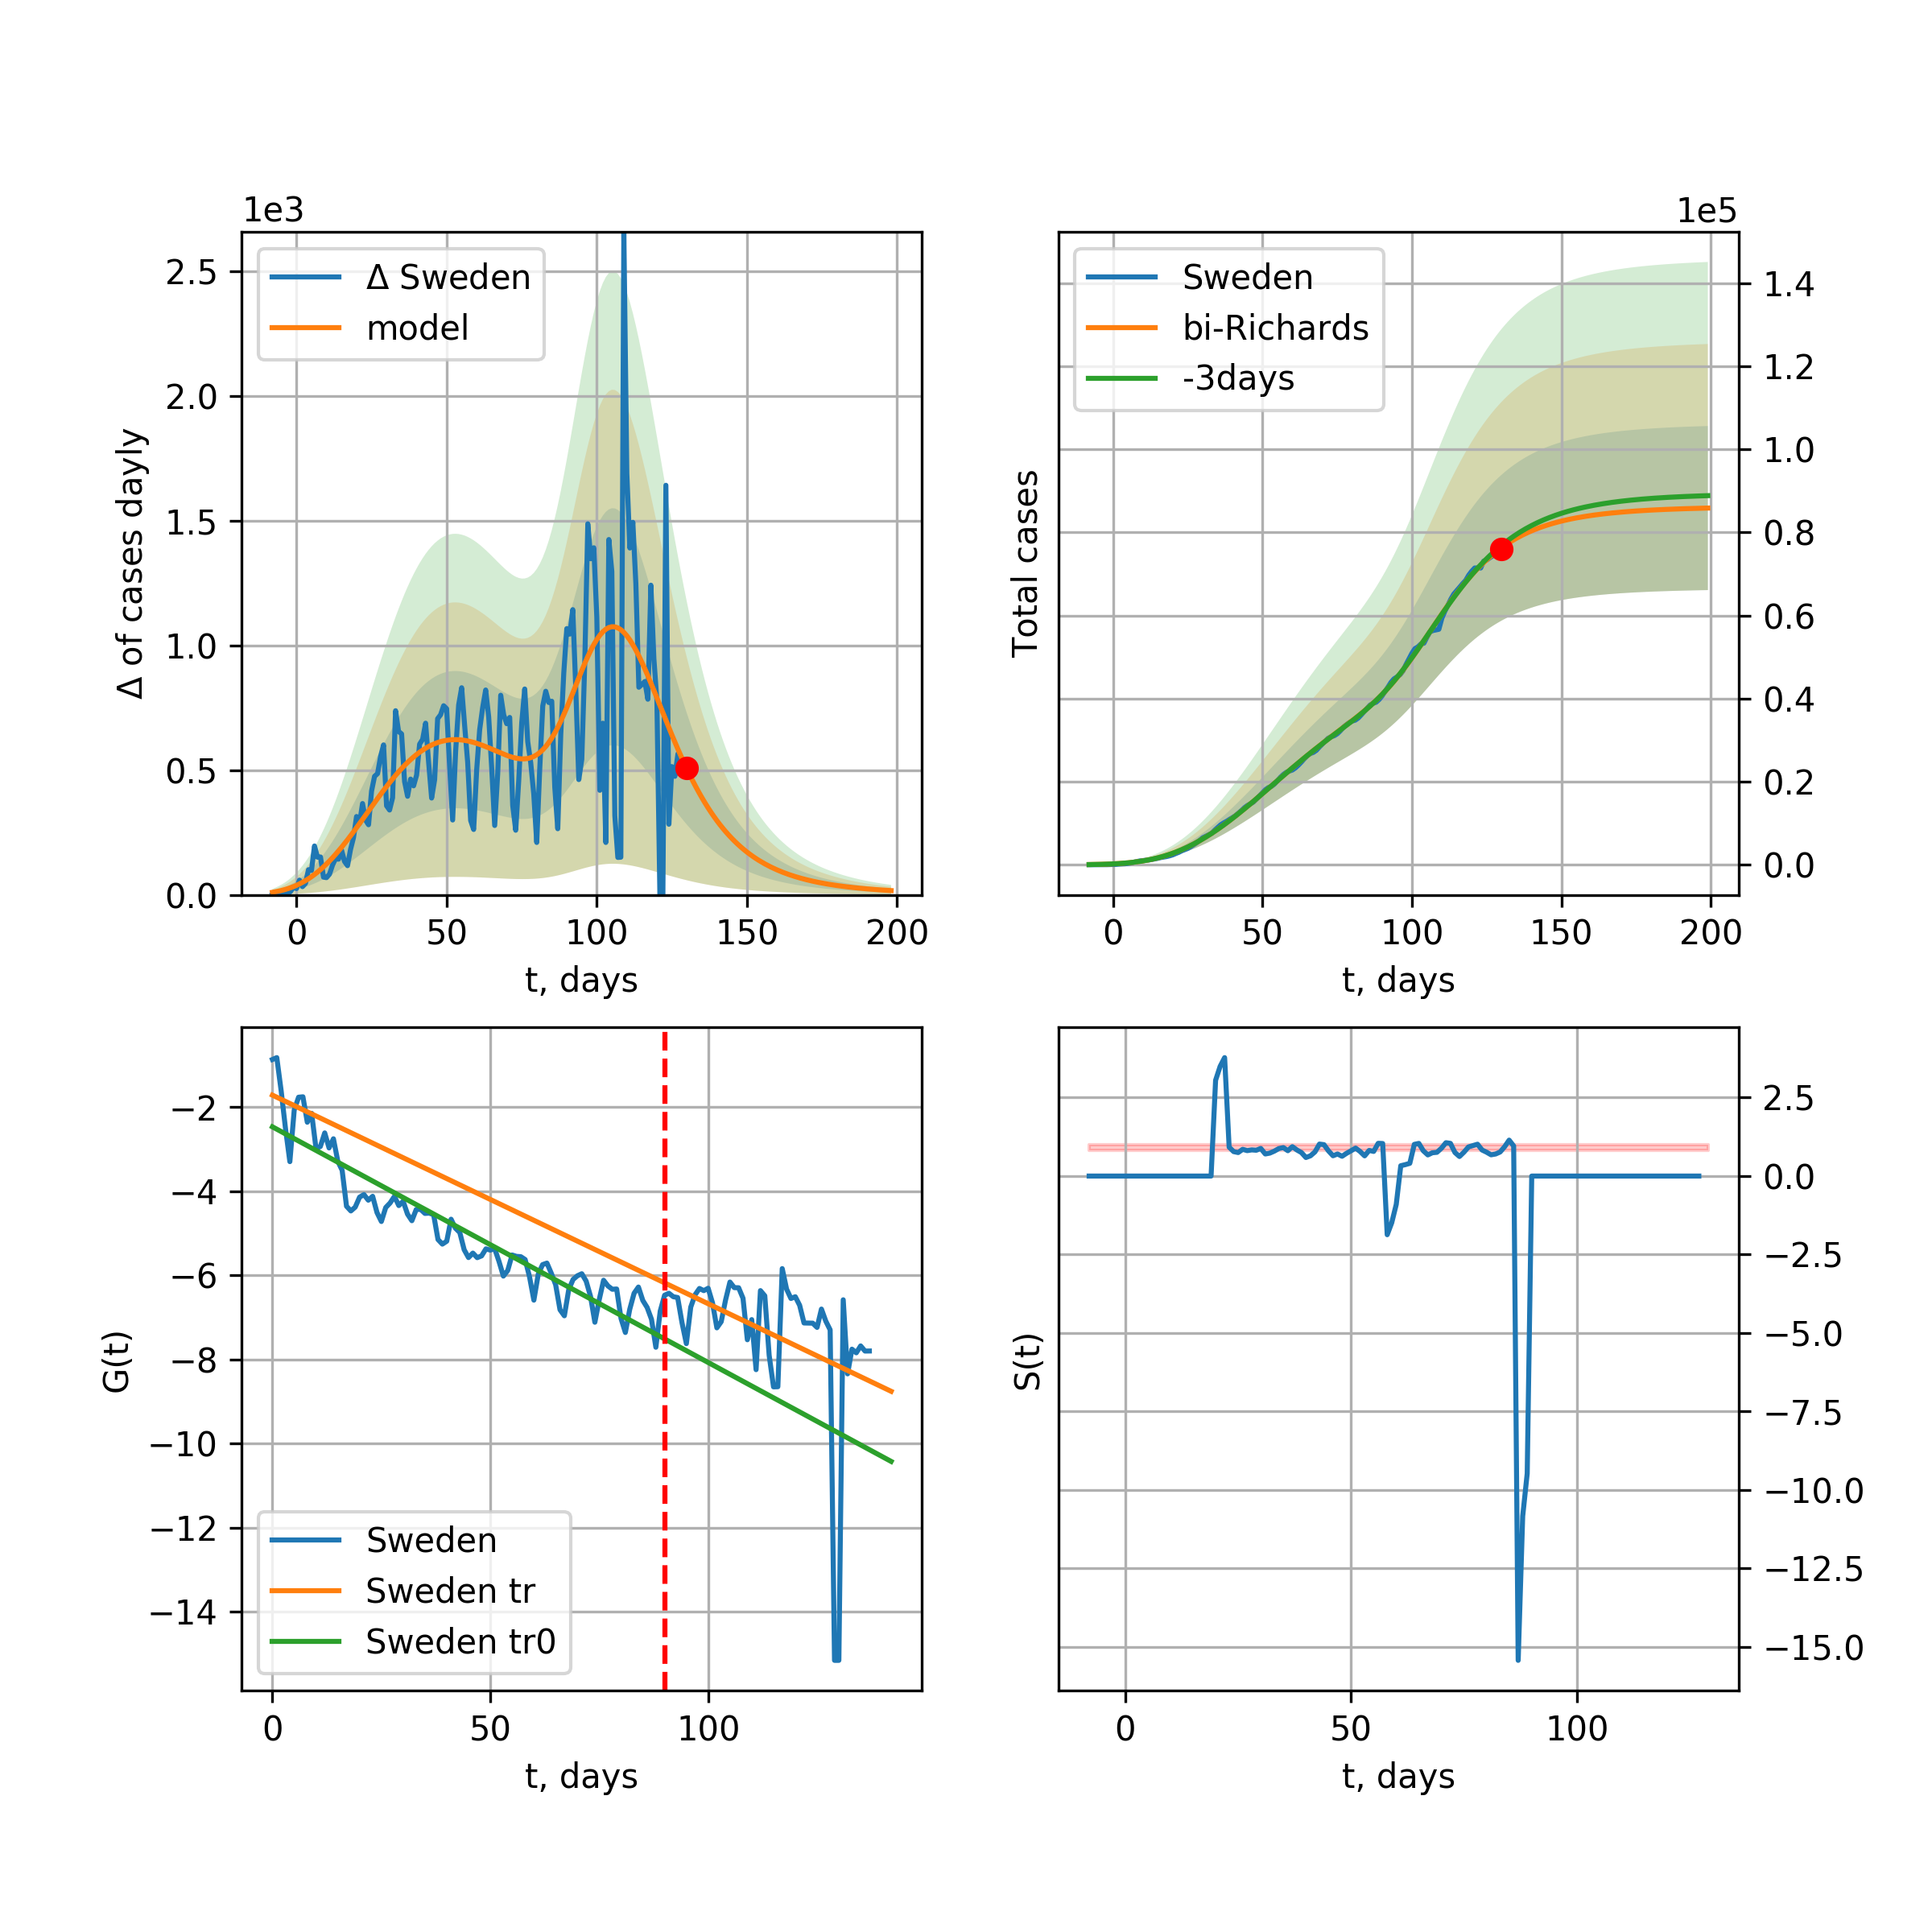 1e3
Δ Sweden
model
2.5
2.0
1.5
1.0
0.5
0.0
Δ of cases dayly
0 50 100 150 200
t, days
1e5
Sweden
bi-Richards
-3days
1.4
1.2
1.0
0.8
0.6
0.4
0.2
0.0
Total cases
0 50 100 150 200
t, days
−2
−4
−6
−8
−10
−12
−14
G(t)
Sweden
Sweden tr
Sweden tr0
0 50 100
t, days
2.5
0.0
−2.5
−5.0
−7.5
−10.0
−12.5
−15.0
S(t)
0 50 100
t, days